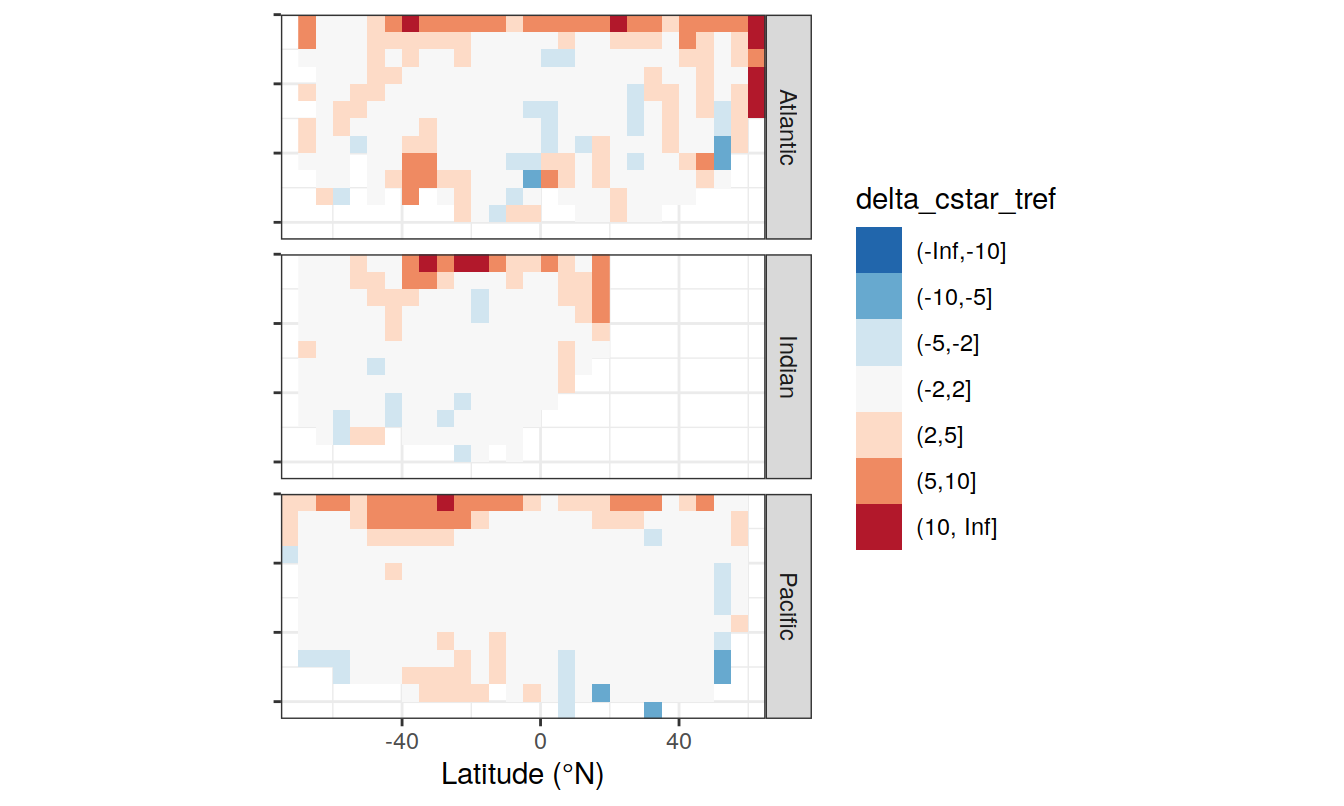 Atlantic
Indian
Pacific
-40
0
40
Latitude (°N)
delta_cstar_tref
(-Inf,-10]
(-10,-5]
(-5,-2]
(-2,2]
(2,5]
(5,10]
(10, Inf]